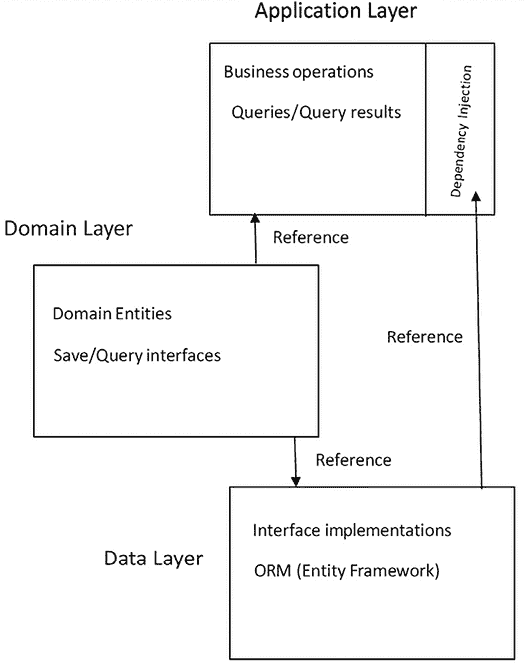 Application Layer
Business operations
Queries/Query results
Dependency Injection
Reference
Domain Layer
Domain Entities
Save/Query interfaces
Reference
Reference
Interface implementations
ORM (Entity Framework)
Data Layer